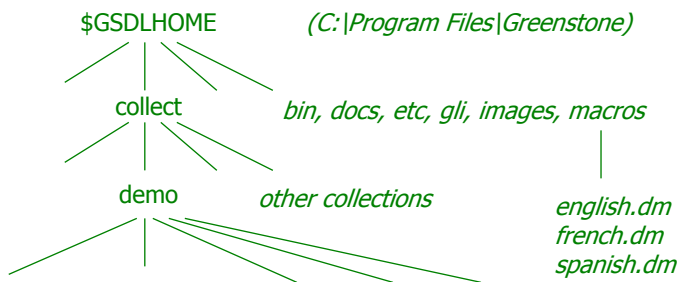 $GSDLHOME (C:|Program Files|Greenstone)
collect bin, docs, etc, gli, images, macros
demo other collections
english.dm
french.dm
spanish.dm